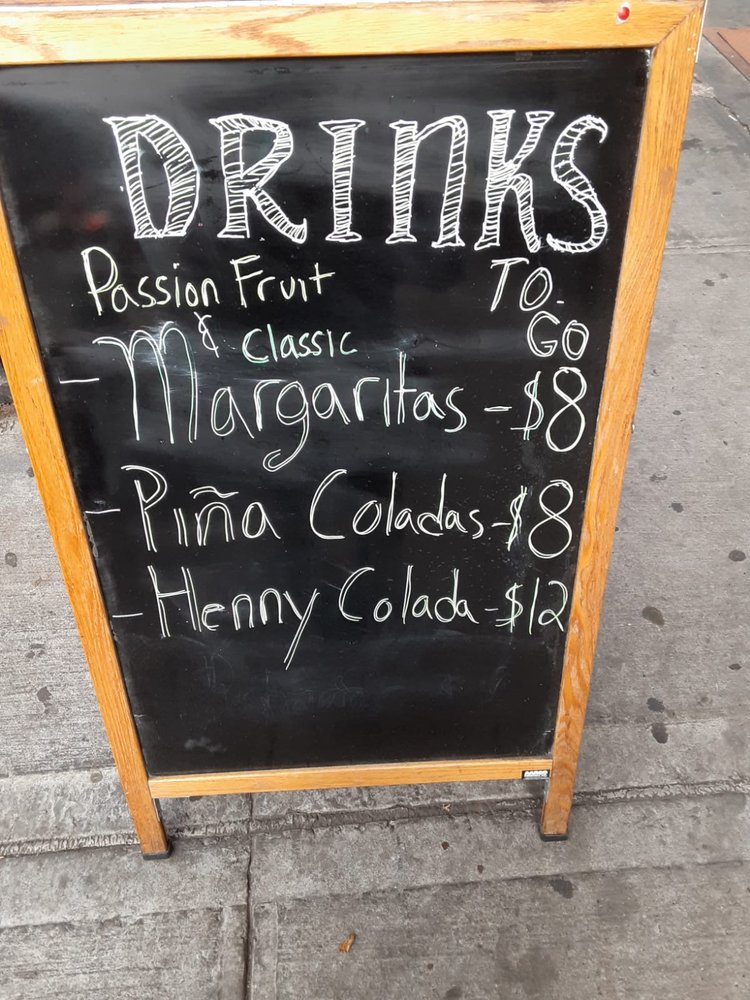 DRINKS
TO-GO
Passion Fruit
& classic
- Margaritas - $8
- Piña Coladas - $8
- Henny Colada - $12